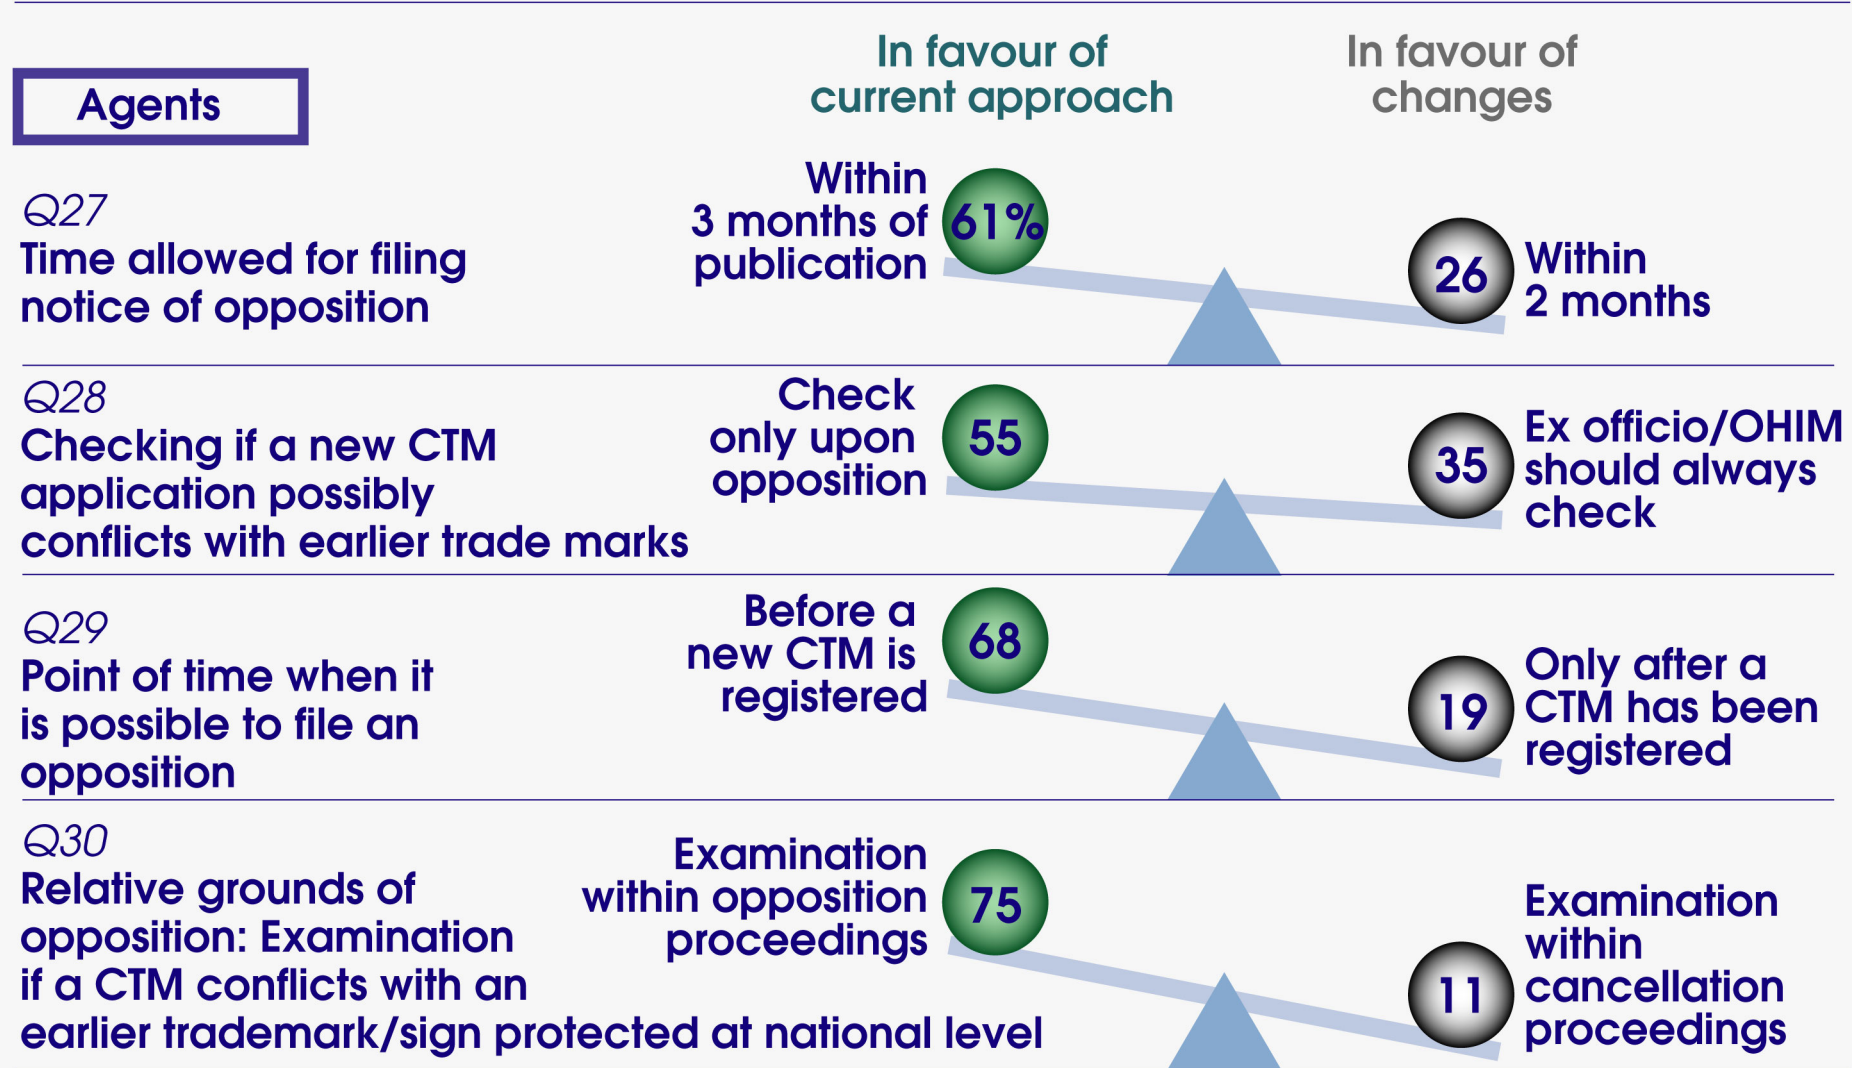 In favour of
current approach
In favour of
changes
Agents
Q27
Time allowed for filing
notice of opposition
Within
3 months of
publication
61%
26
Within
2 months
Q28
Checking if a new CTM
application possibly
conflicts with earlier trade marks
Check
only upon
opposition
55
35
Ex officio/OHIM
should always
check
Q29
Point of time when it
is possible to file an
opposition
Before a
new CTM is
registered
68
19
Only after a
CTM has been
registered
Q30
Relative grounds of
opposition: Examination
if a CTM conflicts with an
earlier trademark/sign protected at national level
Examination
within opposition
proceedings
75
11
Examination
within
cancellation
proceedings